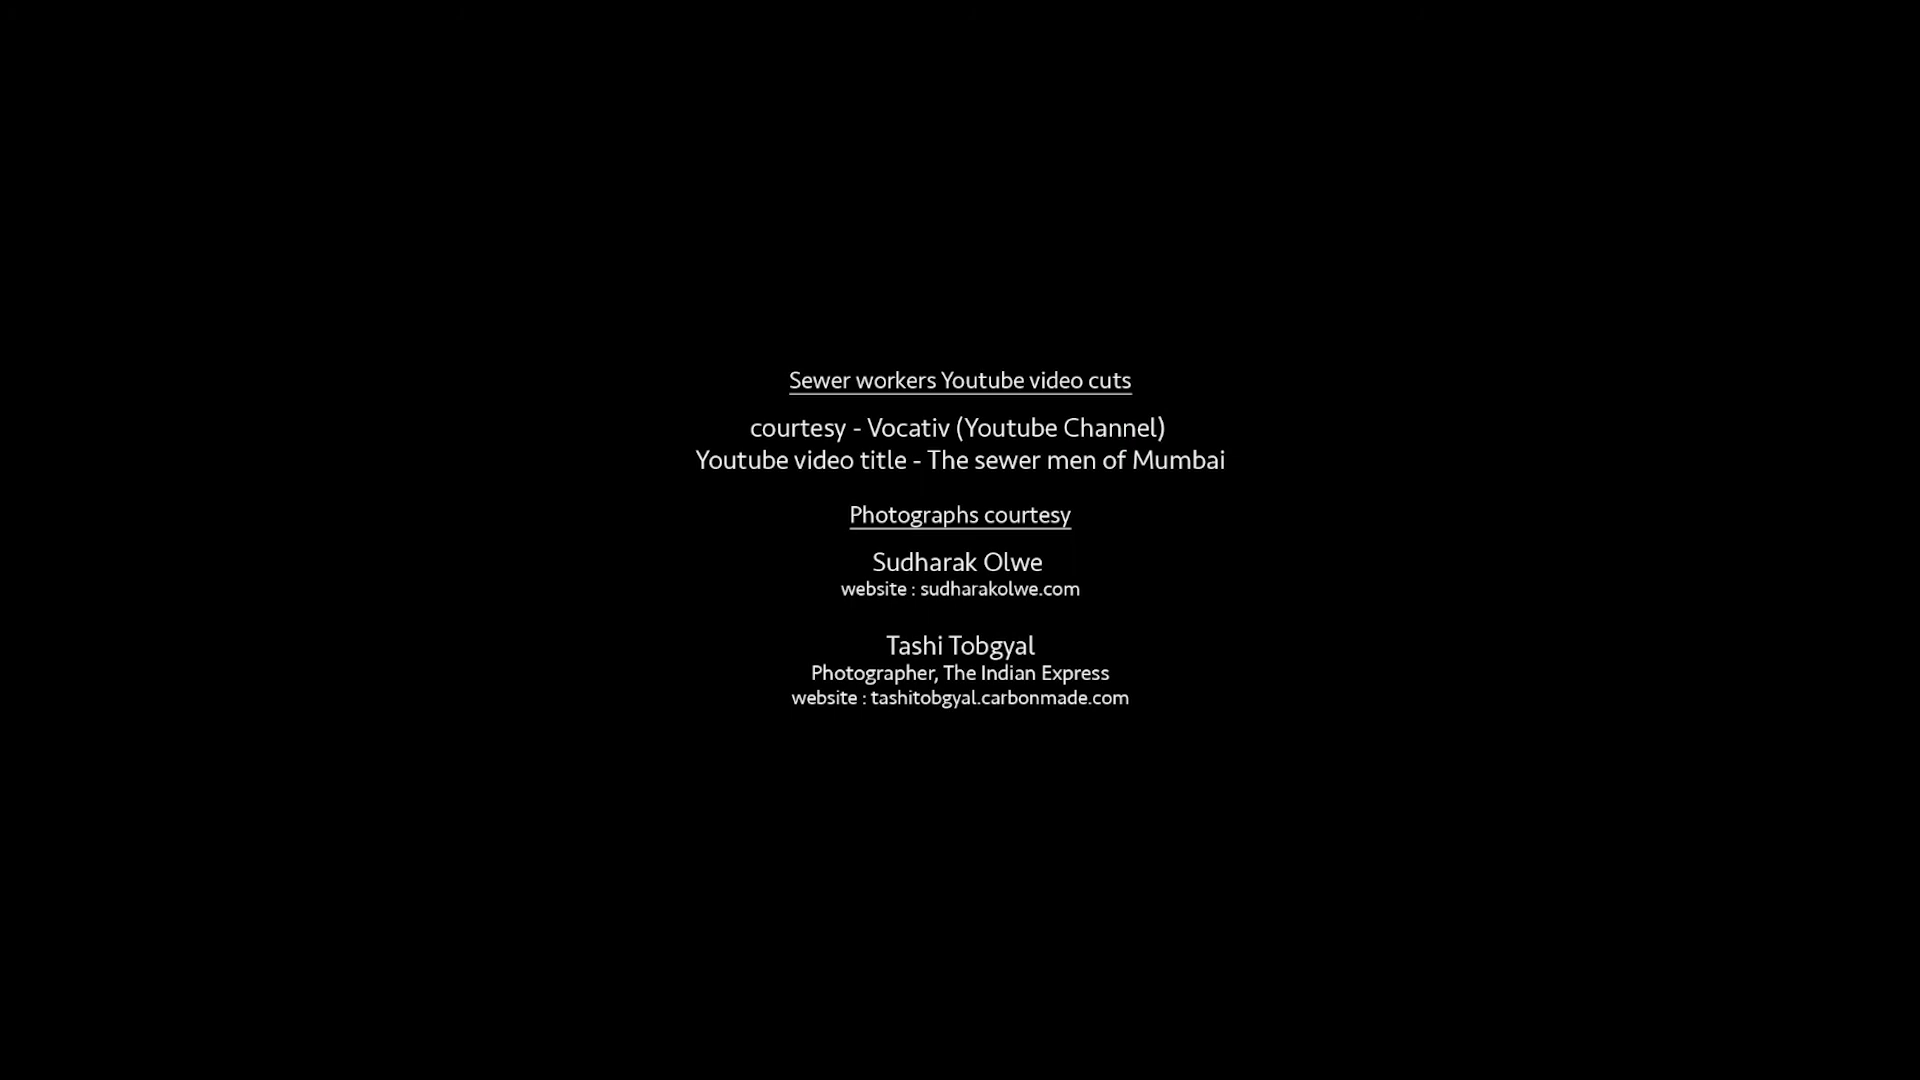 Sewer workers Youtube video cuts
courtesy - Vocativ (Youtube Channel)
Youtube video title - The sewer men of Mumbai
Photographs courtesy
Sudharak Olwe
website : sudharakolwe.com
Tashi Tobgyal
Photographer, The Indian Express
website : tashitobgyal.carbonmade.com